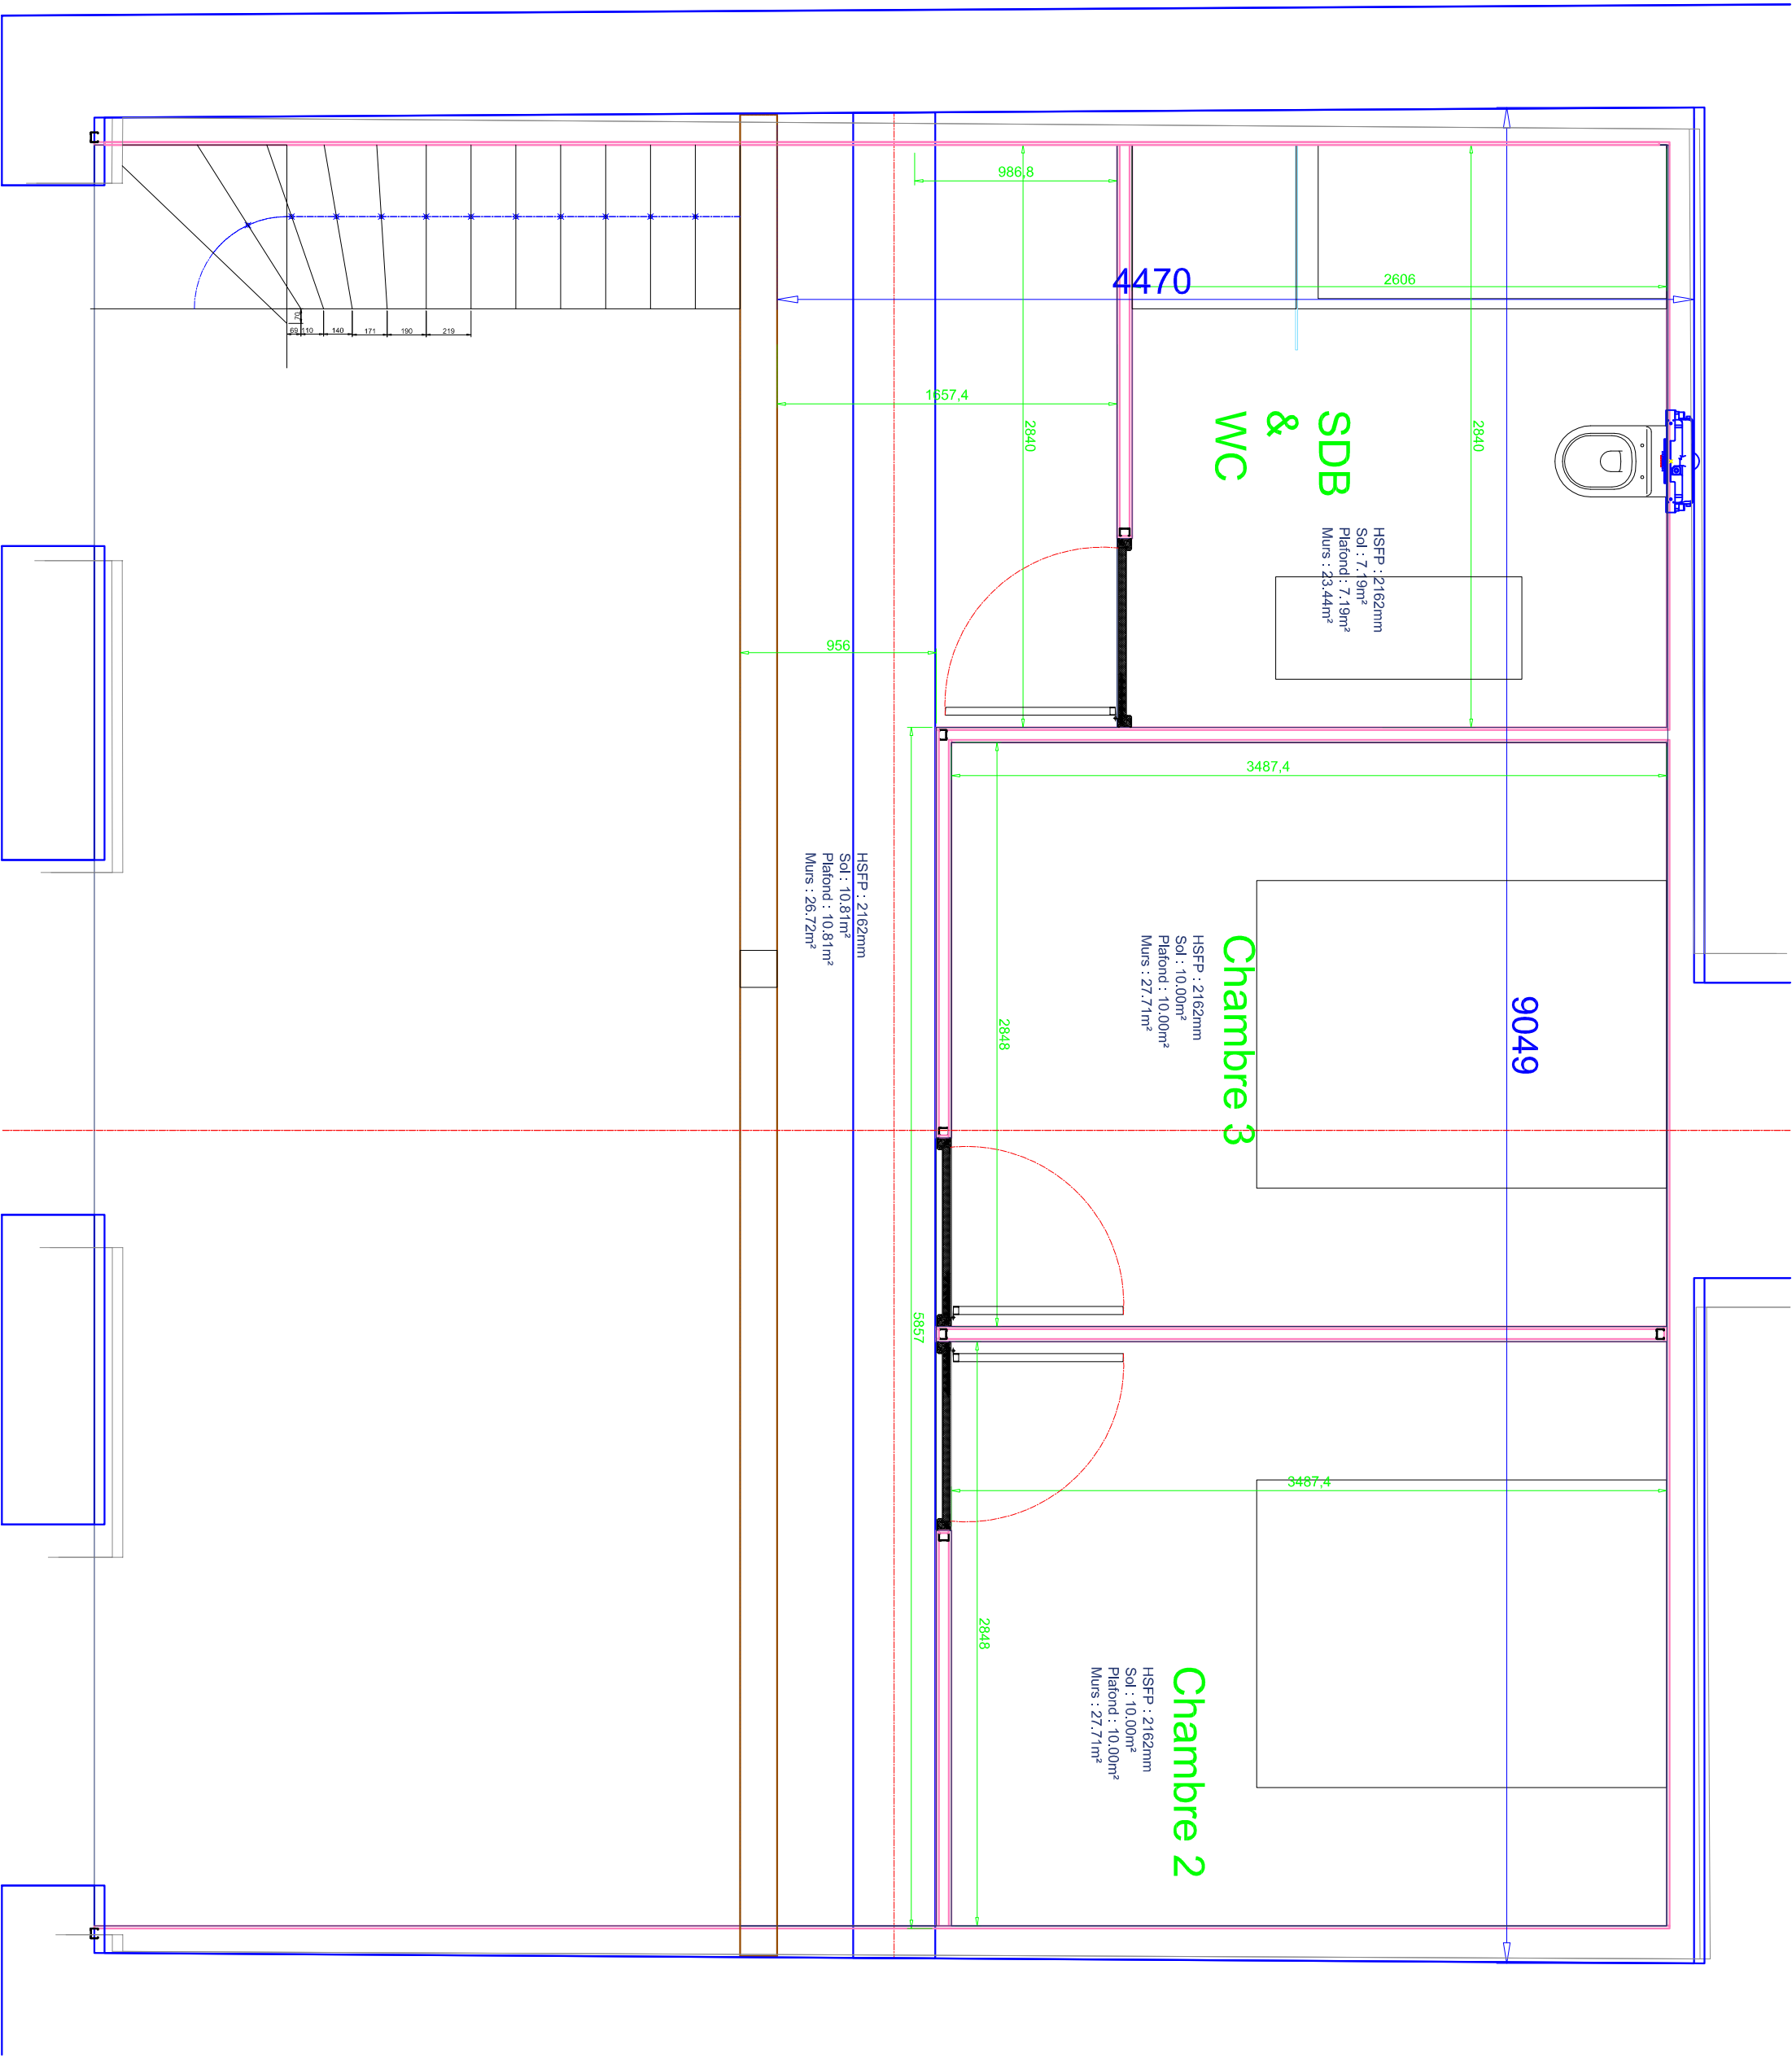 986,8
4470
2606
70
69
110
140
171
190
219
1657,4
2840
2840
SDB
&
WC
HSFP : 2162mm
Sol : 7.19m²
Plafond : 7.19m²
Murs : 23.44m²
956
3487,4
HSFP : 2162mm
Sol : 10.81m²
Plafond : 10.81m²
Murs : 26.72m²
Chambre 3
HSFP : 2162mm
Sol : 10.00m²
Plafond : 10.00m²
Murs : 27.71m²
2848
9049
5857
3487,4
2848
Chambre 2
HSFP : 2162mm
Sol : 10.00m²
Plafond : 10.00m²
Murs : 27.71m²